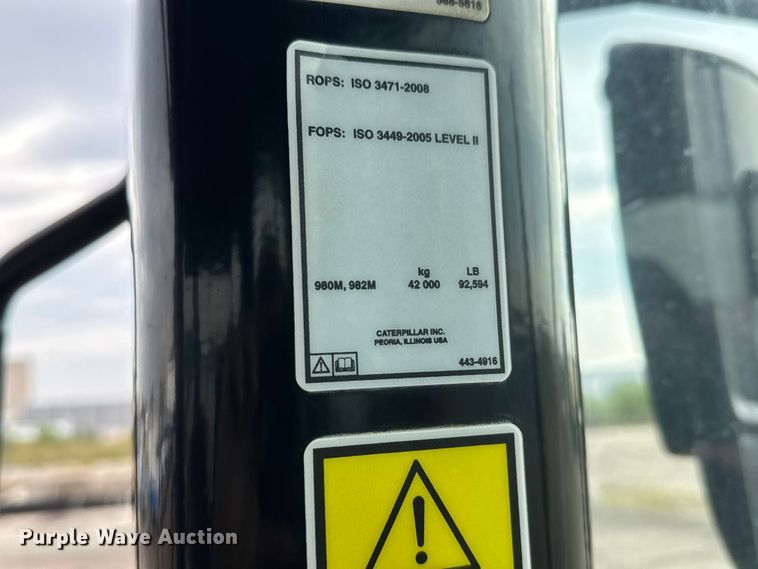 ROPS: ISO 3471-2008
FOPS: ISO 3449-2005 LEVEL II
kg LB
980M, 982M 42 000 92,594
CATERPILLAR INC.
PEORIA, ILLINOIS USA
443-4916
Purple Wave Auction